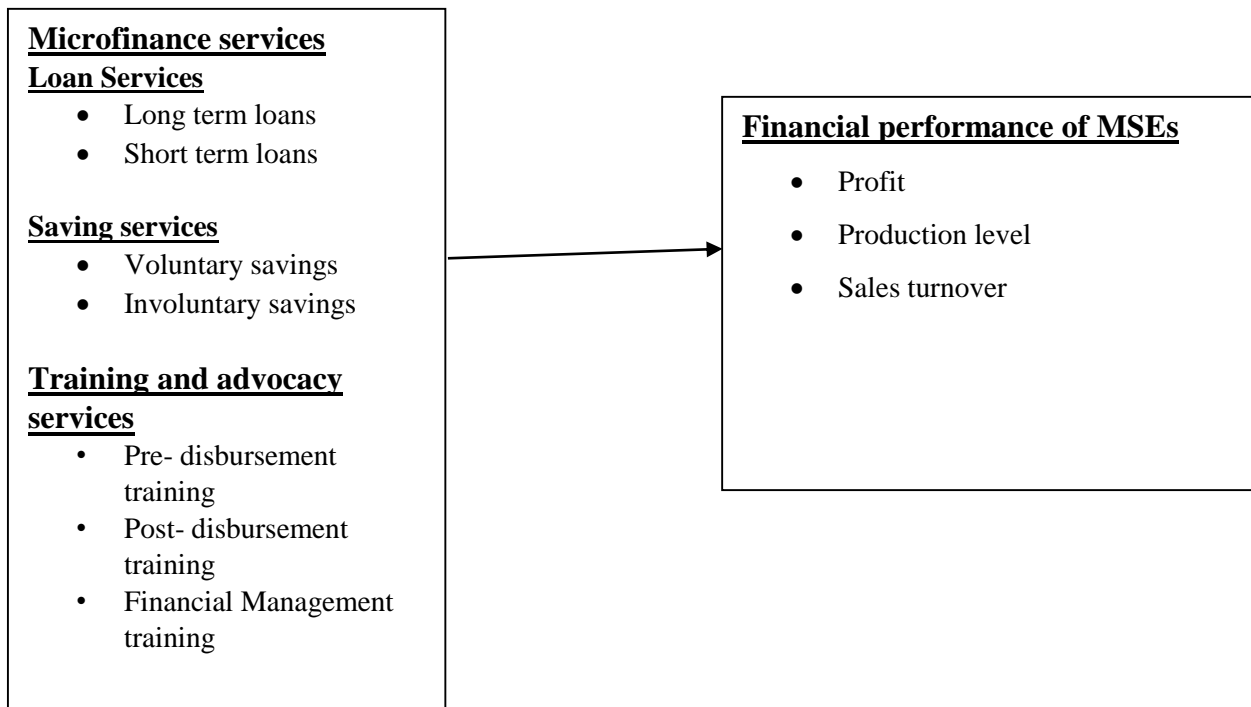 Microfinance services
Loan Services
• Long term loans
• Short term loans
Saving services
• Voluntary savings
• Involuntary savings
Training and advocacy
services
• Pre- disbursement
training
• Post- disbursement
training
• Financial Management
training
Financial performance of MSEs
• Profit
• Production level
• Sales turnover